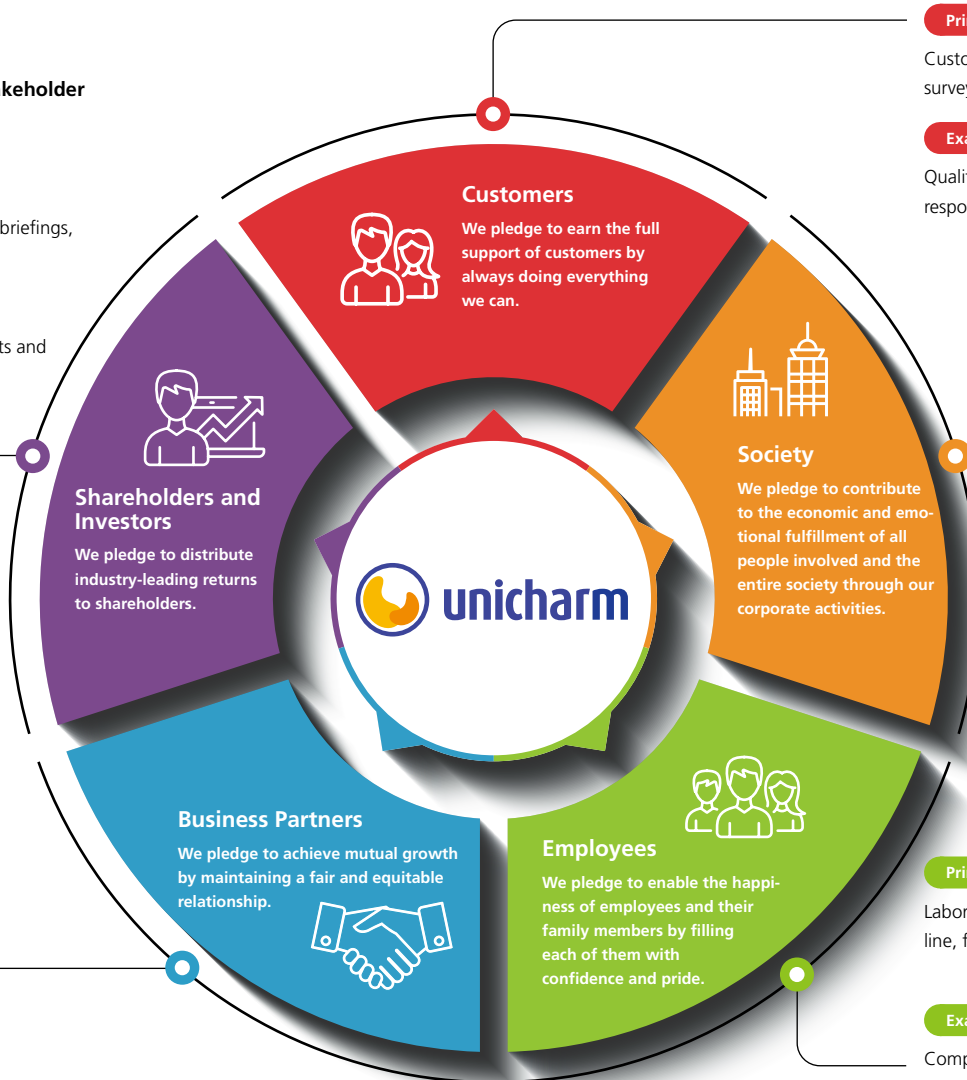 keholder
briefings,
ts and
Customers
We pledge to earn the full
support of customers by
always doing everything
we can.
Society
We pledge to contribute
to the economic and emo-
tional fulfillment of all
people involved and the
entire society through our
corporate activities.
Shareholders and
Investors
We pledge to distribute
industry-leading returns
to shareholders.
unicharm
Business Partners
We pledge to achieve mutual growth
by maintaining a fair and equitable
relationship.
Employees
We pledge to enable the happi-
ness of employees and their
family members by filling
each of them with
confidence and pride.
Pri
Custo
survey
Exa
Quali
respo
Pri
Labor
line, f
Exa
Comp